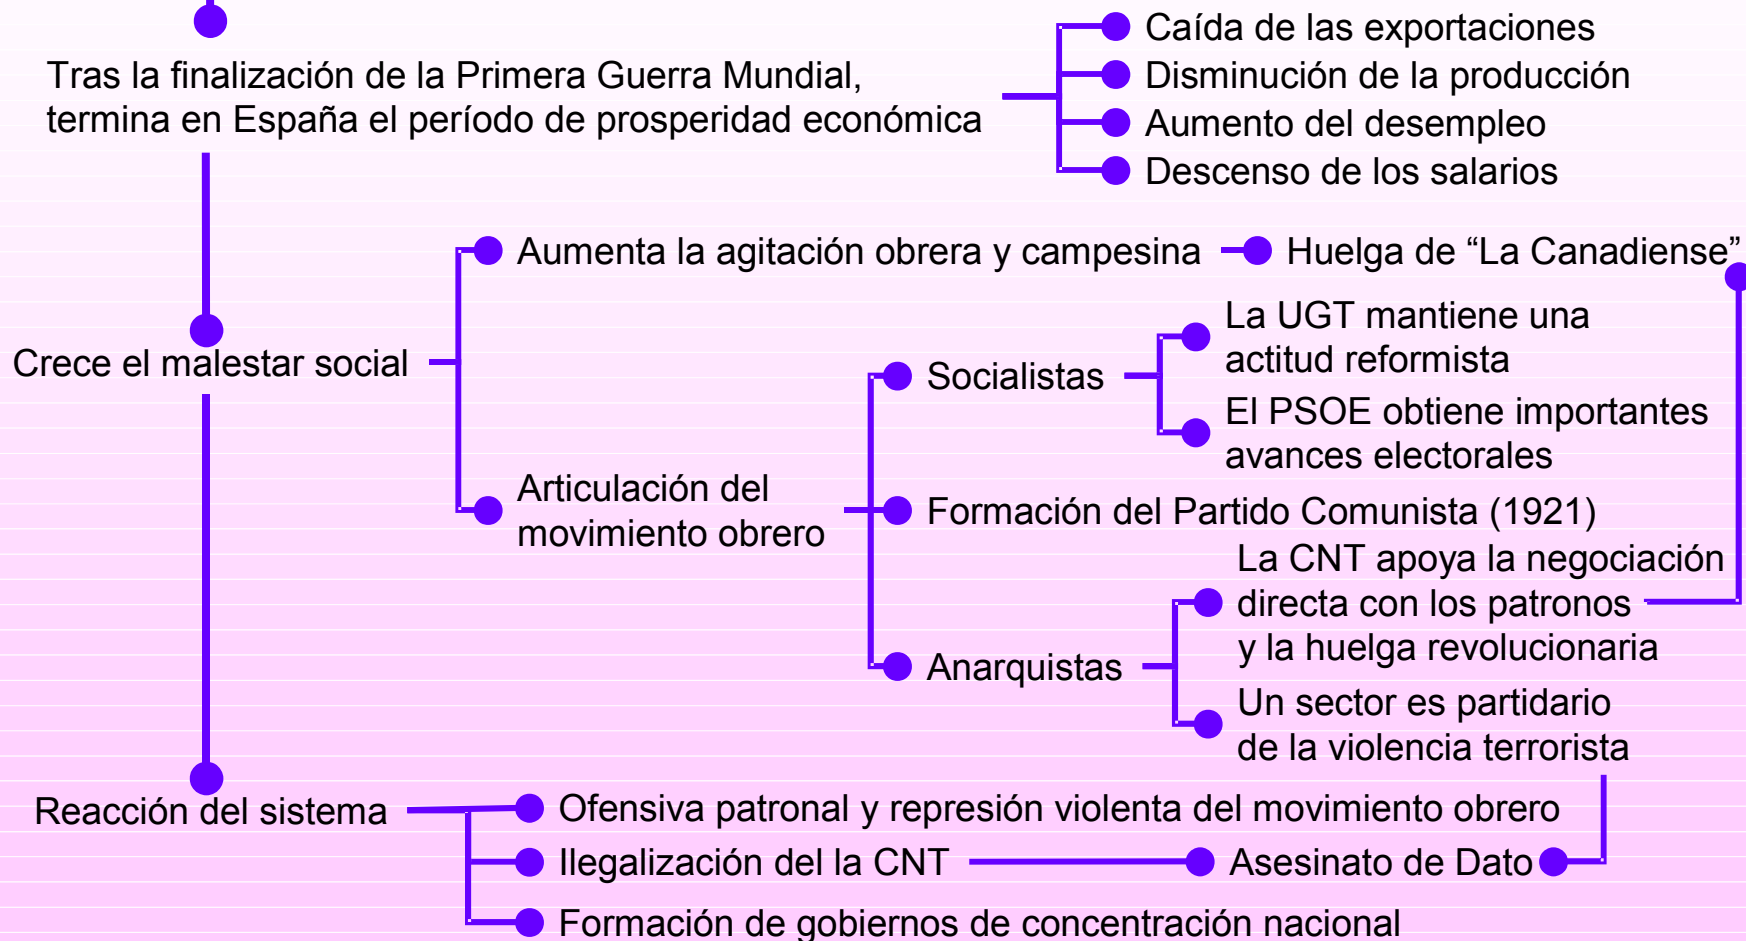 Tras la finalización de la Primera Guerra Mundial,
termina en España el período de prosperidad económica
Caída de las exportaciones
Disminución de la producción
Aumento del desempleo
Descenso de los salarios
Crece el malestar social
Aumenta la agitación obrera y campesina
Huelga de “La Canadiense”
Articulación del
movimiento obrero
Socialistas
La UGT mantiene una
actitud reformista
El PSOE obtiene importantes
avances electorales
Formación del Partido Comunista (1921)
Anarquistas
La CNT apoya la negociación
directa con los patronos
y la huelga revolucionaria
Un sector es partidario
de la violencia terrorista
Reacción del sistema
Ofensiva patronal y represión violenta del movimiento obrero
Ilegalización del la CNT
Asesinato de Dato
Formación de gobiernos de concentración nacional